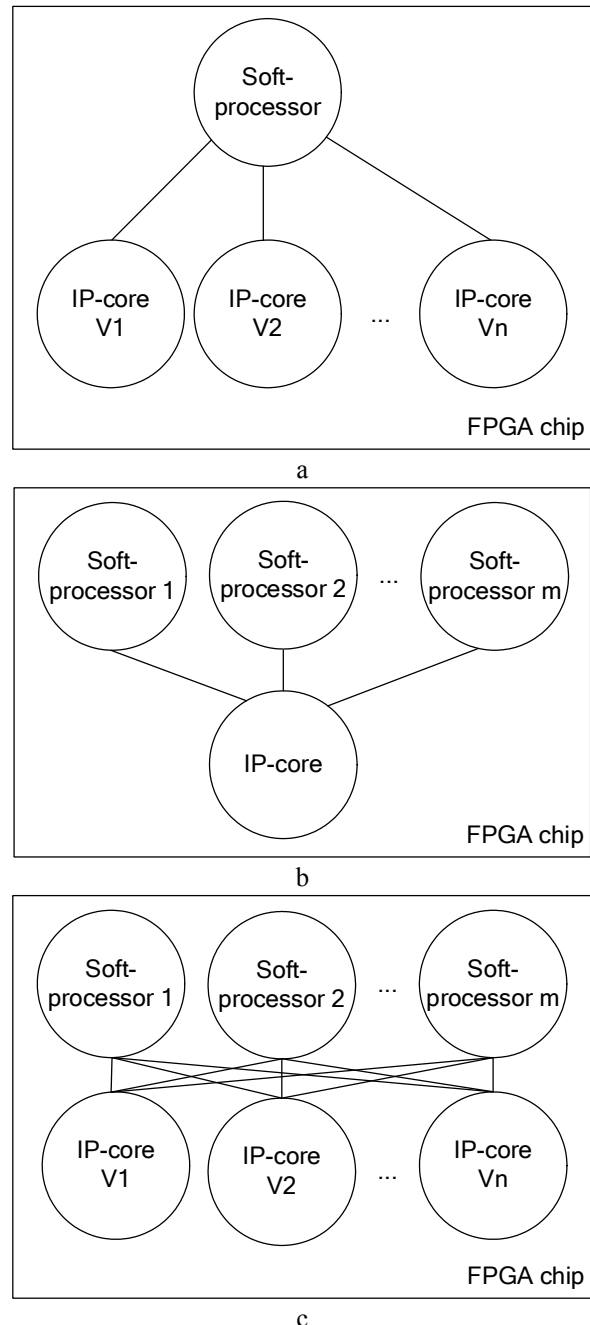 Soft-
processor
IP-core
V1
IP-core
V2
...
IP-core
Vn
FPGA chip
a
Soft-
processor 1
Soft-
processor 2
...
Soft-
processor m
IP-core
FPGA chip
b
Soft-
processor 1
Soft-
processor 2
...
Soft-
processor m
IP-core
V1
IP-core
V2
...
IP-core
Vn
FPGA chip
c